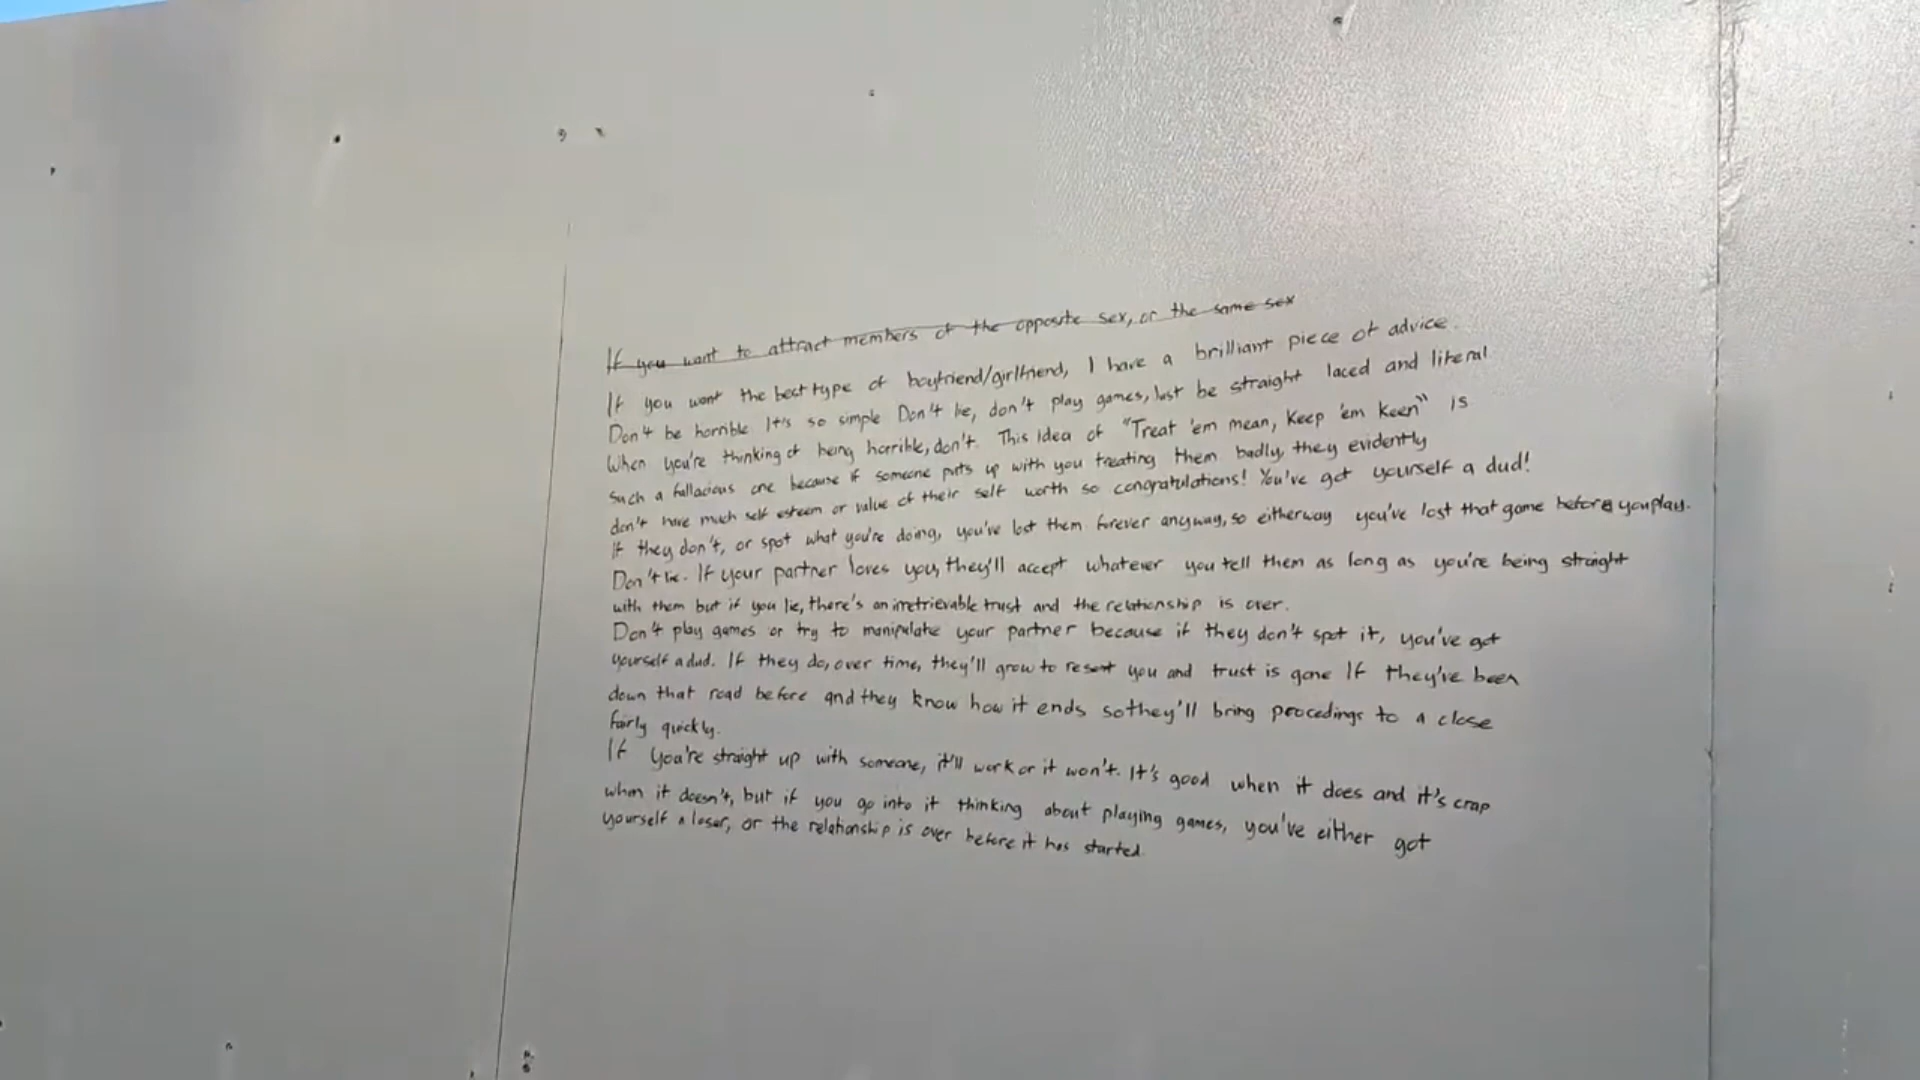 If you want to attract members of the opposite sex, or the same sex
If you want the best type of boyfriend/girlfriend, I have a brilliant piece of advice.
Don't be horrible It's so simple Don't lie, don't play games, Just be straight laced and literal
When you're thinking of being horrible, don't. This idea of "Treat 'em mean, Keep 'em keen" is
Such a fallacious one because if someone puts up with you treating them badly, they evidently
don't have much self esteem or value of their self worth so congratulations! You've got yourself a dud!
If they don't, or spot what you're doing, you've lost them forever anyway, so eitherway you've lost that game before you play.
Don't lie. If your partner loves you, they'll accept whatever you tell them as long as you're being straight
with them but if you lie, there's an irretrievable trust and the relationship is over.
Don't play games or try to manipulate your partner because if they don't spot it, you've got
yourself a dud. If they do, over time, they'll grow to resent you and trust is gone If they've been
down that road before and they know how it ends so they'll bring procedings to a close
fairly quickly.
If you're straight up with someone, it'll work or it won't. It's good when it does and it's crap
when it doesn't, but if you go into it thinking about playing games, you've either got
yourself a loser, or the relationship is over before it has started.